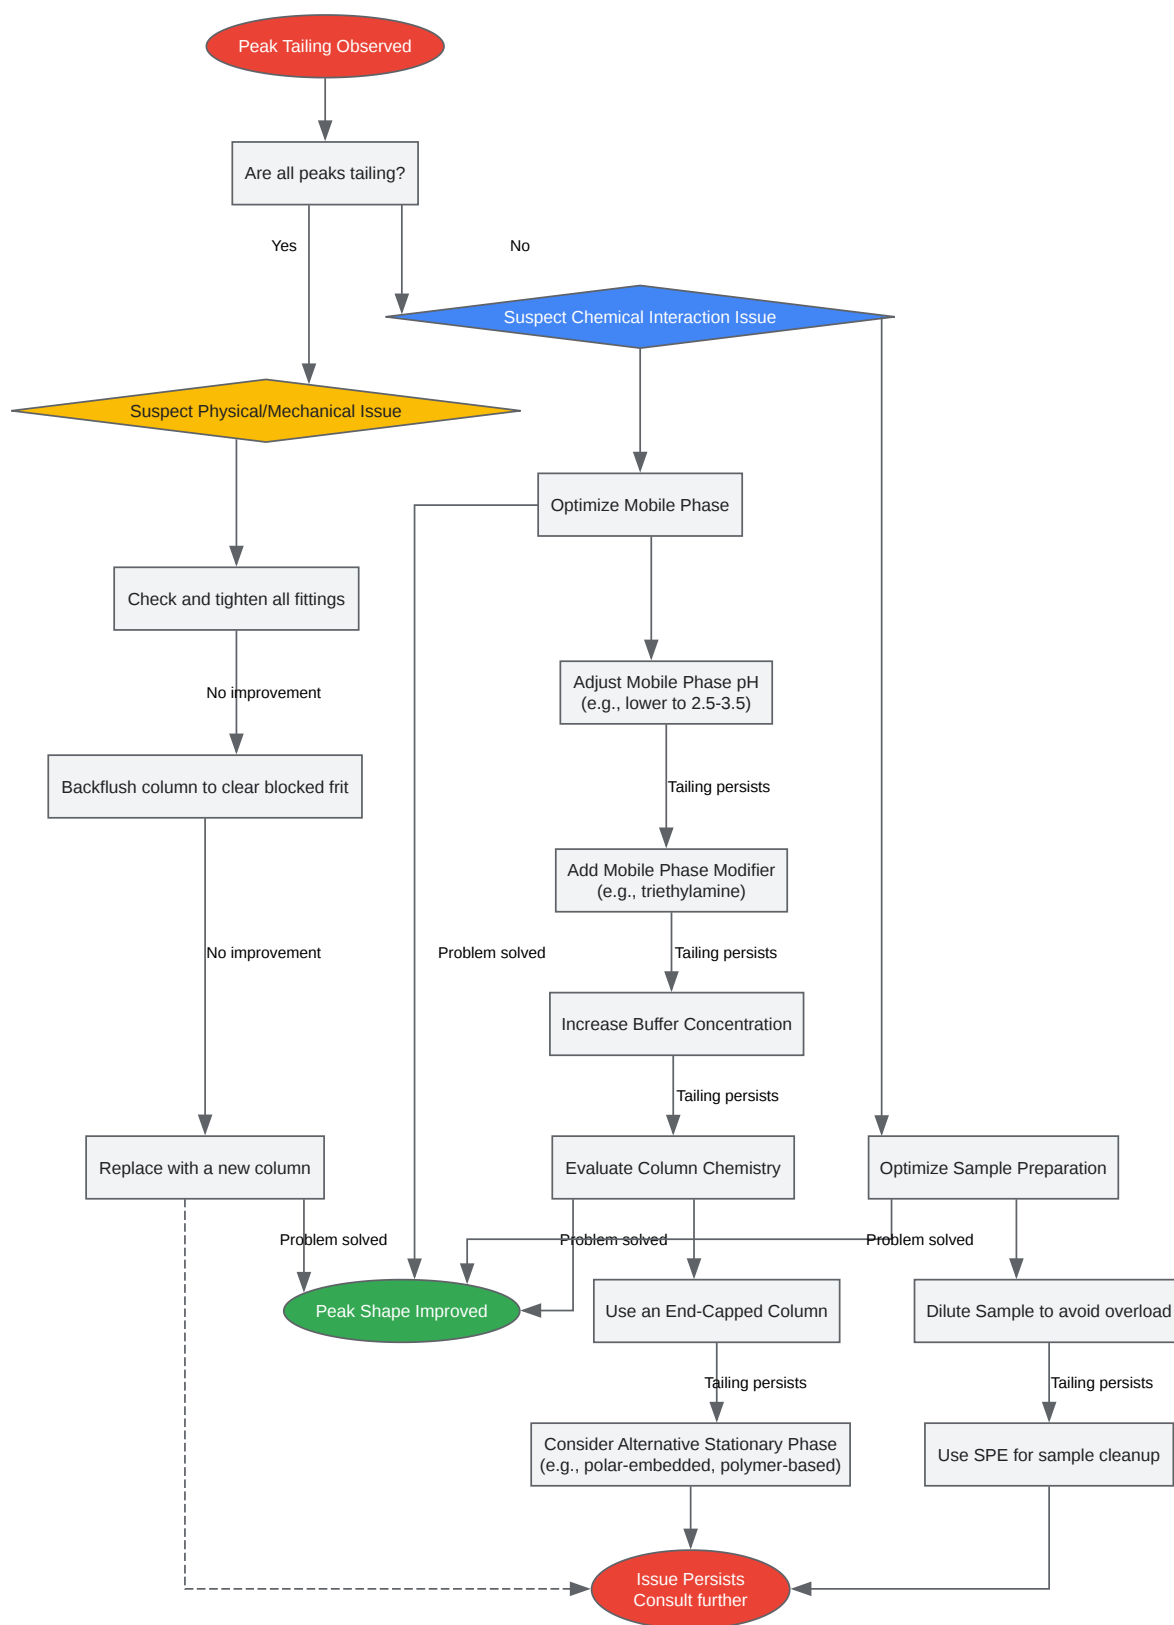 Peak Tailing Observed
Are all peaks tailing?
Yes
No
Suspect Chemical Interaction Issue
Suspect Physical/Mechanical Issue
Optimize Mobile Phase
Check and tighten all fittings
Adjust Mobile Phase pH
(e.g., lower to 2.5-3.5)
No improvement
Backflush column to clear blocked frit
Tailing persists
Add Mobile Phase Modifier
(e.g., triethylamine)
No improvement
Problem solved
Tailing persists
Increase Buffer Concentration
Tailing persists
Replace with a new column
Evaluate Column Chemistry
Optimize Sample Preparation
Problem solved
Problem solved
Problem solved
Peak Shape Improved
Use an End-Capped Column
Dilute Sample to avoid overload
Tailing persists
Tailing persists
Consider Alternative Stationary Phase
(e.g., polar-embedded, polymer-based)
Use SPE for sample cleanup
Issue Persists
Consult further